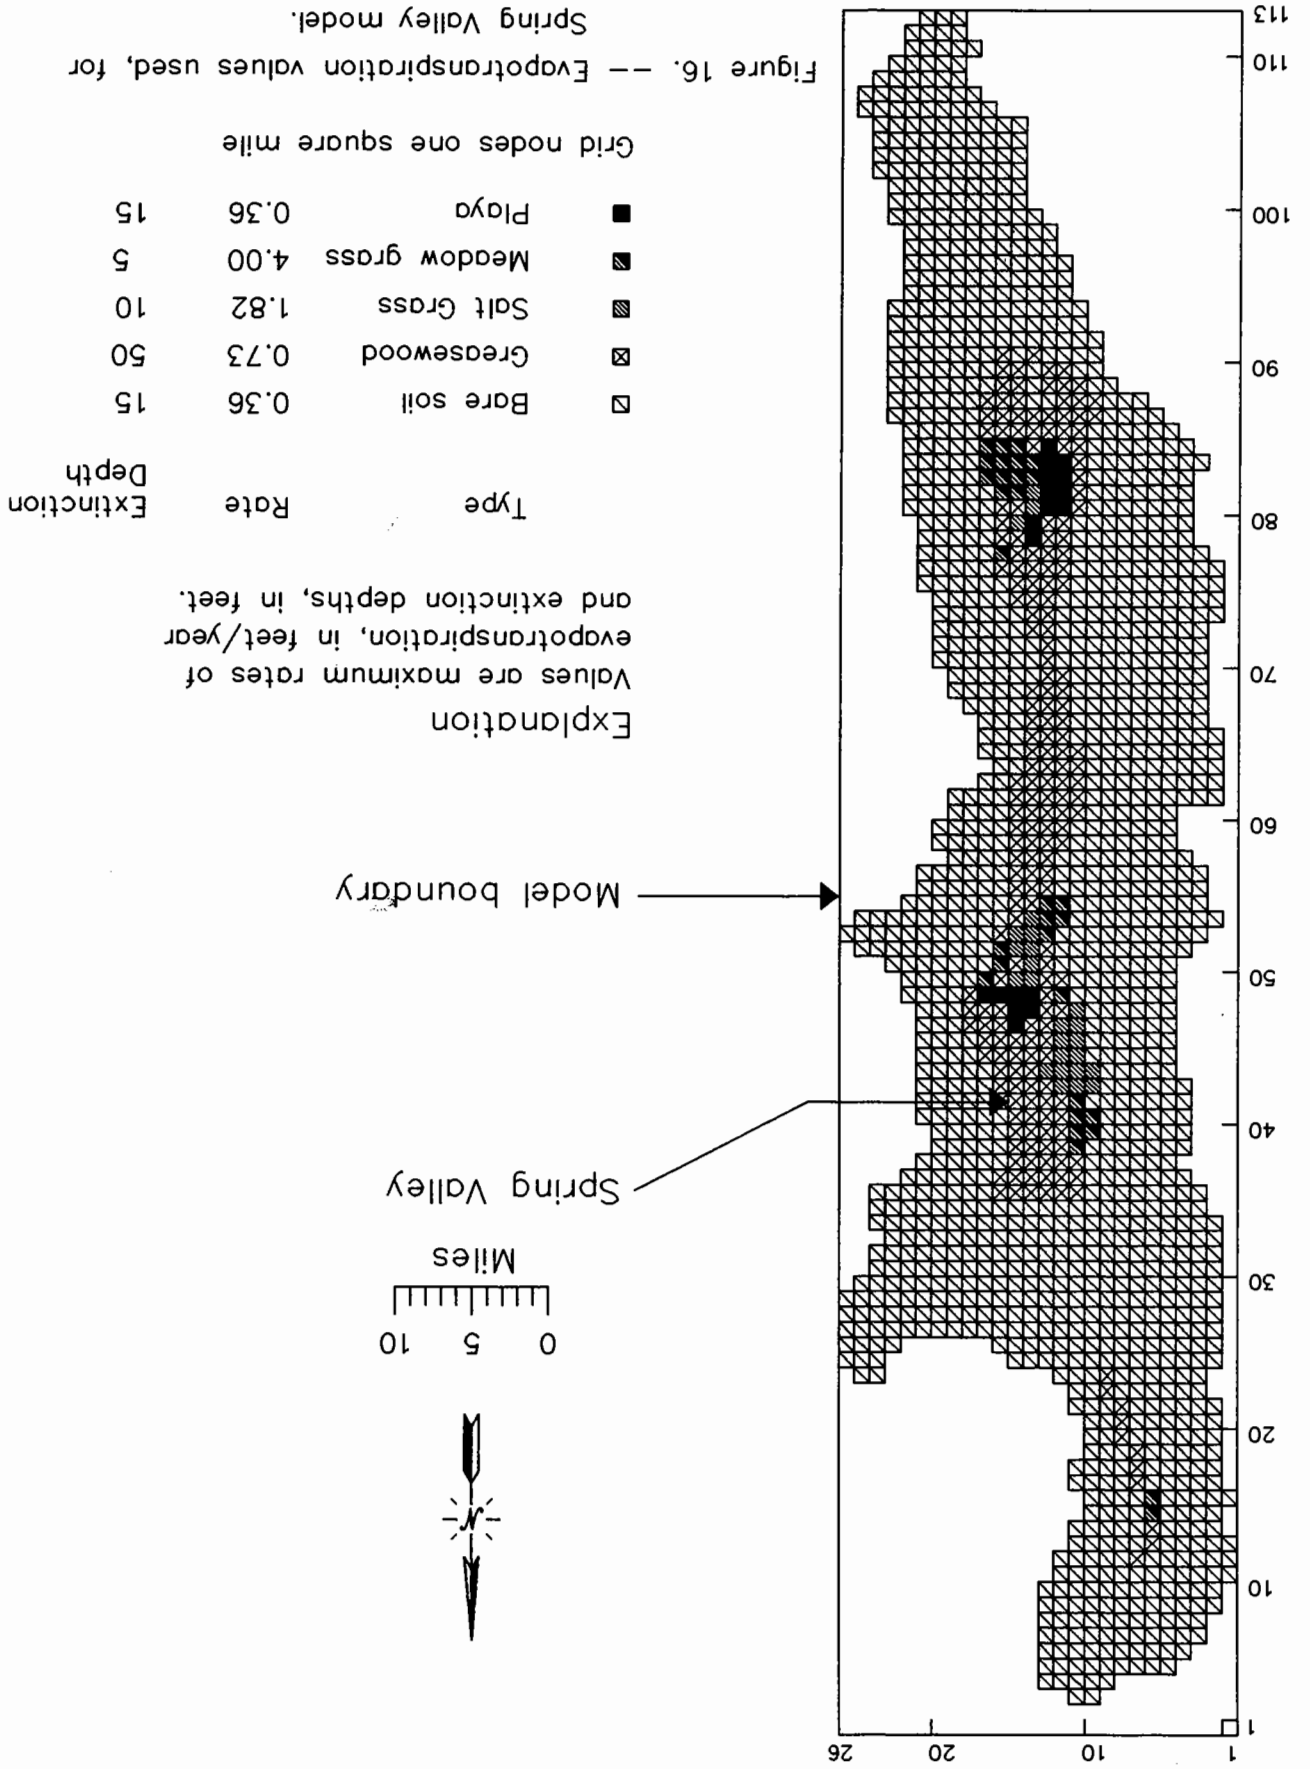 1 10 20 26
1
10
20
30
40
50
60
70
80
90
100
110
113
N
0 5 10
Miles
Spring Valley
Model boundary
Explanation
Values are maximum rates of
evapotranspiration, in feet/year
and extinction depths, in feet.
Type Rate Extinction
Depth
Bare soil 0.36 15
Greasewood 0.73 50
Salt Grass 1.82 10
Meadow grass 4.00 5
Playa 0.36 15
Grid nodes one square mile
Figure 16. -- Evapotranspiration values used, for
Spring Valley model.